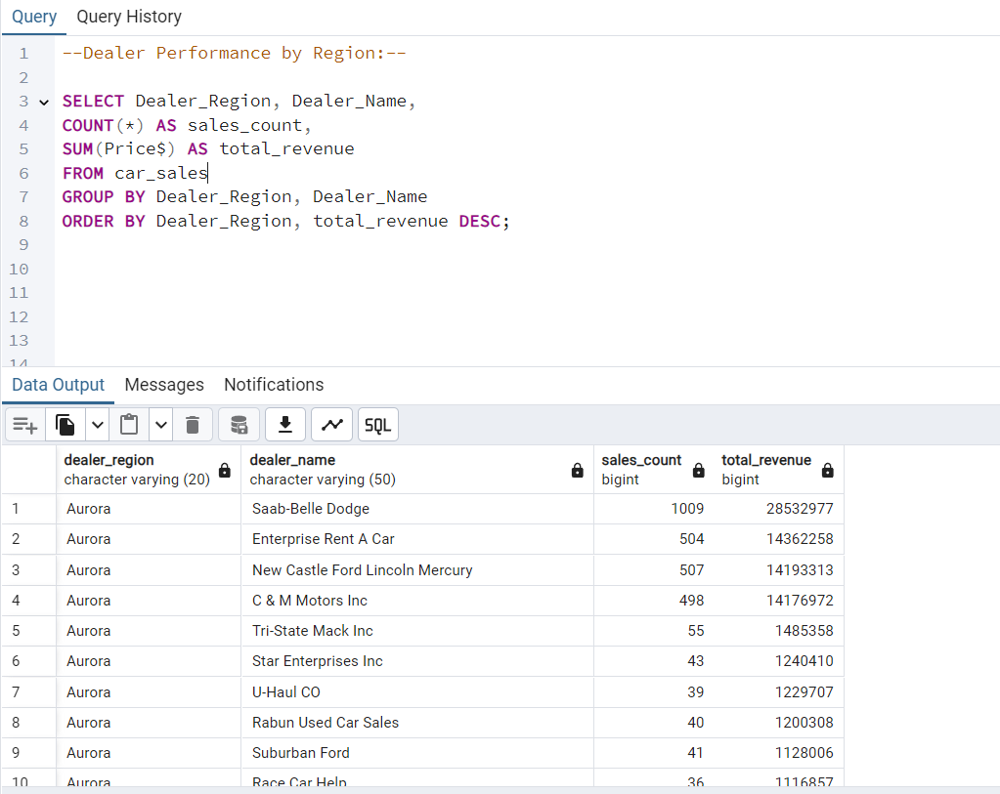 Query Query History
1 --Dealer Performance by Region:--
2
3 SELECT Dealer_Region, Dealer_Name,
4 COUNT(*) AS sales_count,
5 SUM(Price$) AS total_revenue
6 FROM car_sales
7 GROUP BY Dealer_Region, Dealer_Name
8 ORDER BY Dealer_Region, total_revenue DESC;
9
10
11
12
13
14
Data Output Messages Notifications
SQL
dealer_region dealer_name sales_count total_revenue
character varying (20) character varying (50) bigint bigint
1 Aurora Saab-Belle Dodge 1009 28532977
2 Aurora Enterprise Rent A Car 504 14362258
3 Aurora New Castle Ford Lincoln Mercury 507 14193313
4 Aurora C & M Motors Inc 498 14176972
5 Aurora Tri-State Mack Inc 55 1485358
6 Aurora Star Enterprises Inc 43 1240410
7 Aurora U-Haul CO 39 1229707
8 Aurora Rabun Used Car Sales 40 1200308
9 Aurora Suburban Ford 41 1128006
10 Aurora Race Car Help 36 1116857